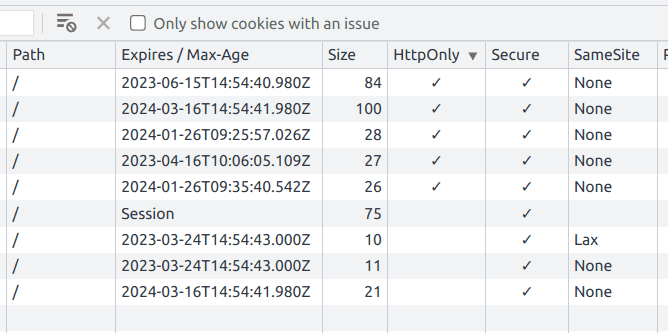 Only show cookies with an issue
Path Expires / Max-Age Size HttpOnly ▼ Secure SameSite
/ 2023-06-15T14:54:40.980Z 84 ✓ ✓ None
/ 2024-03-16T14:54:41.980Z 100 ✓ ✓ None
/ 2024-01-26T09:25:57.026Z 28 ✓ ✓ None
/ 2023-04-16T10:06:05.109Z 27 ✓ ✓ None
/ 2024-01-26T09:35:40.542Z 26 ✓ ✓ None
/ Session 75 ✓
/ 2023-03-24T14:54:43.000Z 10 ✓ Lax
/ 2023-03-24T14:54:43.000Z 11 ✓ None
/ 2024-03-16T14:54:41.980Z 21 ✓ None